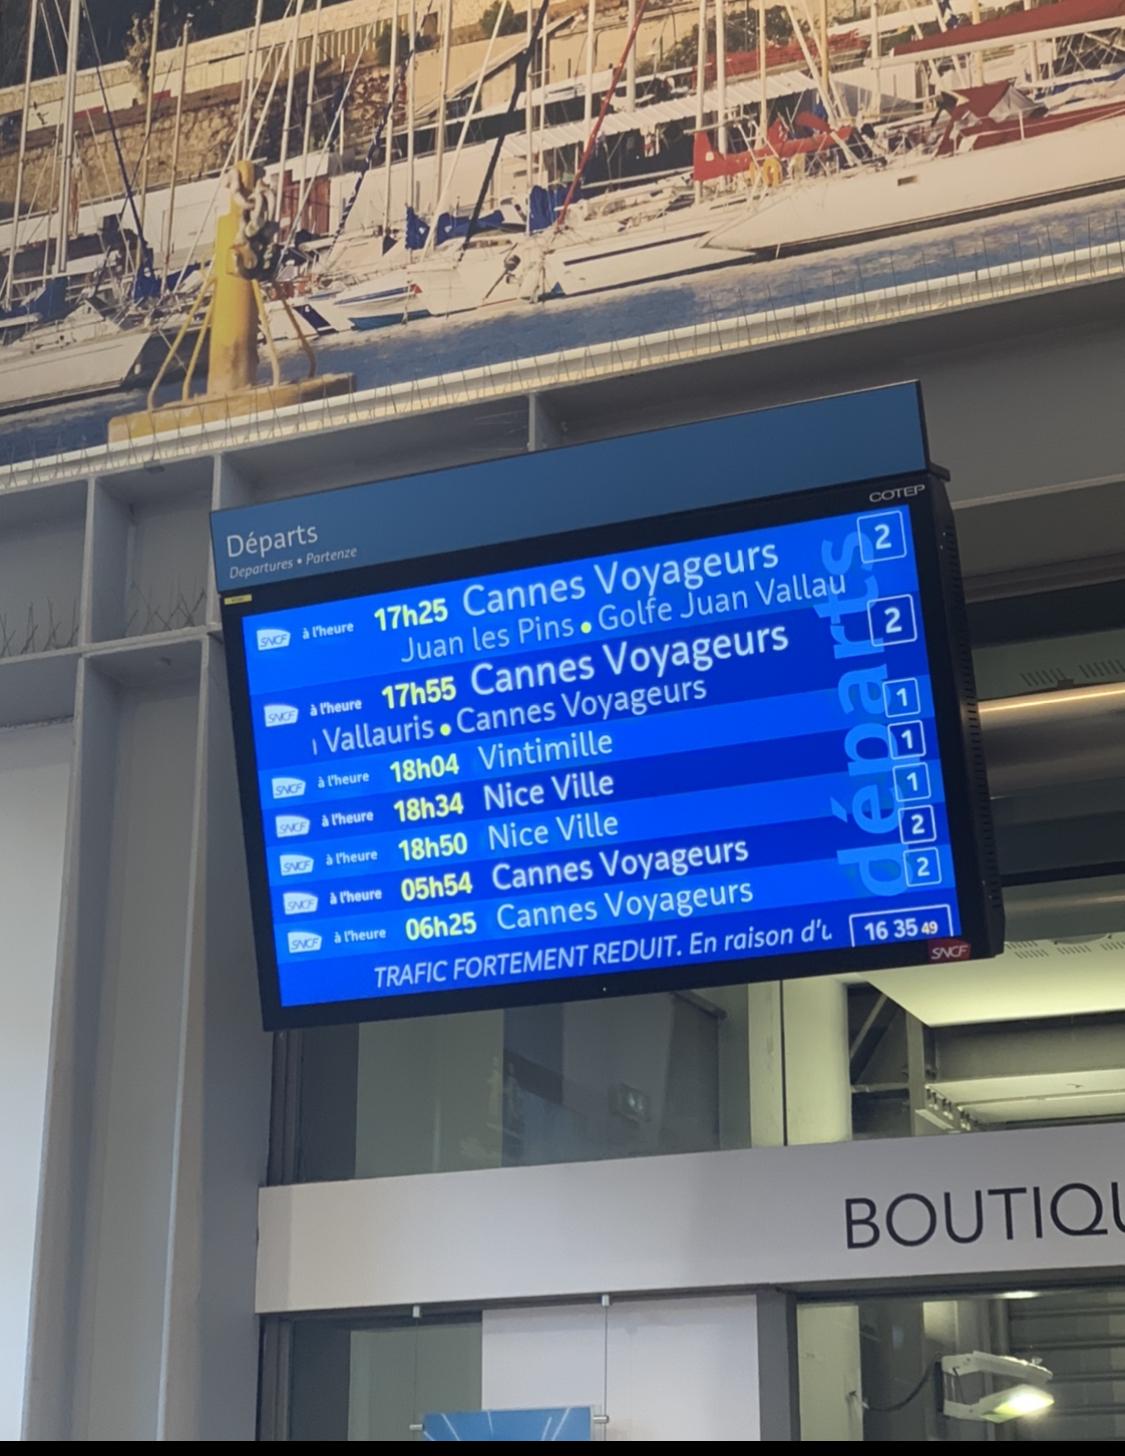 COTEP
Départs
Departures • Partenze
SNCF à l'heure 17h25 Cannes Voyageurs 2
Juan les Pins • Golfe Juan Vallau
SNCF à l'heure 17h55 Cannes Voyageurs 2
Vallauris • Cannes Voyageurs
SNCF à l'heure 18h04 Vintimille 1
SNCF à l'heure 18h34 Nice Ville 1
SNCF à l'heure 18h50 Nice Ville 1
SNCF à l'heure 05h54 Cannes Voyageurs 2
SNCF à l'heure 06h25 Cannes Voyageurs 2
départs
TRAFIC FORTEMENT REDUIT. En raison d'u 16 35 49
SNCF
BOUTIQU